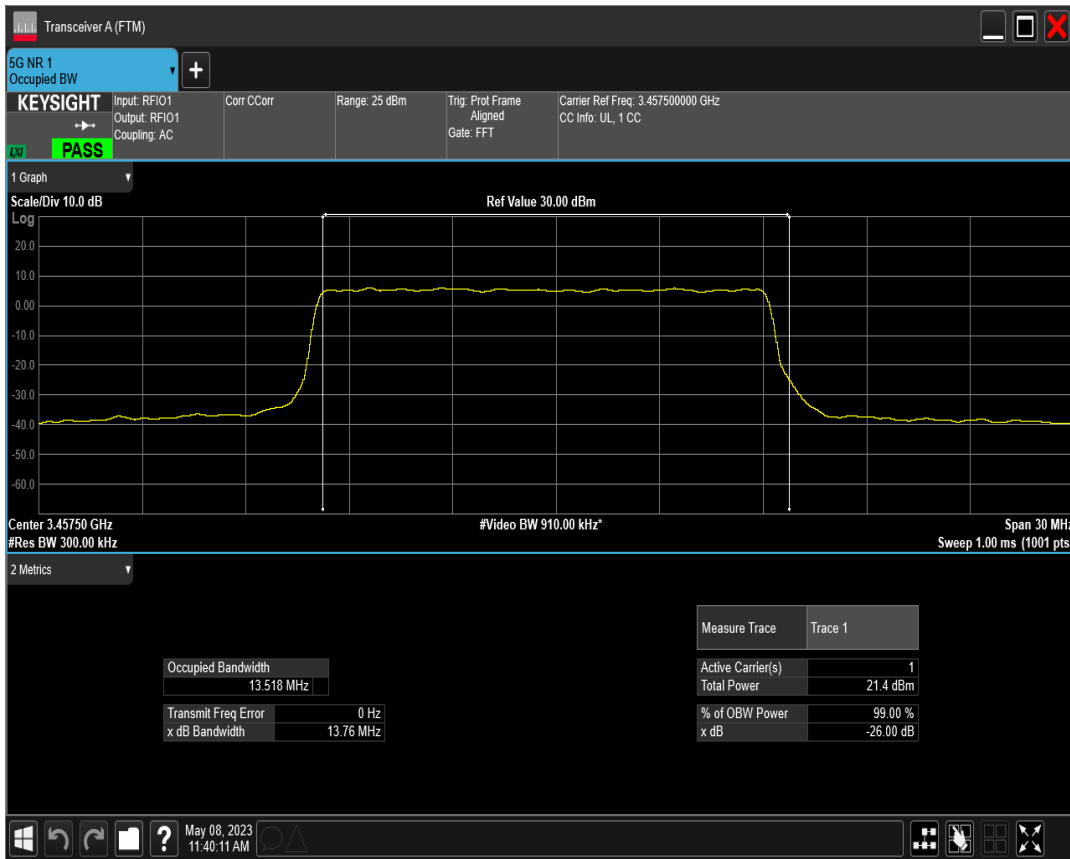 Transceiver A (FTM)
5G NR 1
Occupied BW
KEYSIGHT
LXI
PASS
Input: RFIO1
Output: RFIO1
Coupling: AC
Corr CCorr
Range: 25 dBm
Trig: Prot Frame
Aligned
Gate: FFT
Carrier Ref Freq: 3.457500000 GHz
CC Info: UL, 1 CC
1 Graph
Scale/Div 10.0 dB
Ref Value 30.00 dBm
Log
20.0
10.0
0.00
-10.0
-20.0
-30.0
-40.0
-50.0
-60.0
Center 3.45750 GHz
#Video BW 910.00 kHz*
Span 30 MHz
#Res BW 300.00 kHz
Sweep 1.00 ms (1001 pts
2 Metrics
Measure Trace Trace 1
Occupied Bandwidth
13.518 MHz
Active Carrier(s) 1
Total Power 21.4 dBm
Transmit Freq Error 0 Hz
x dB Bandwidth 13.76 MHz
% of OBW Power 99.00 %
x dB -26.00 dB
?
May 08, 2023
11:40:11 AM